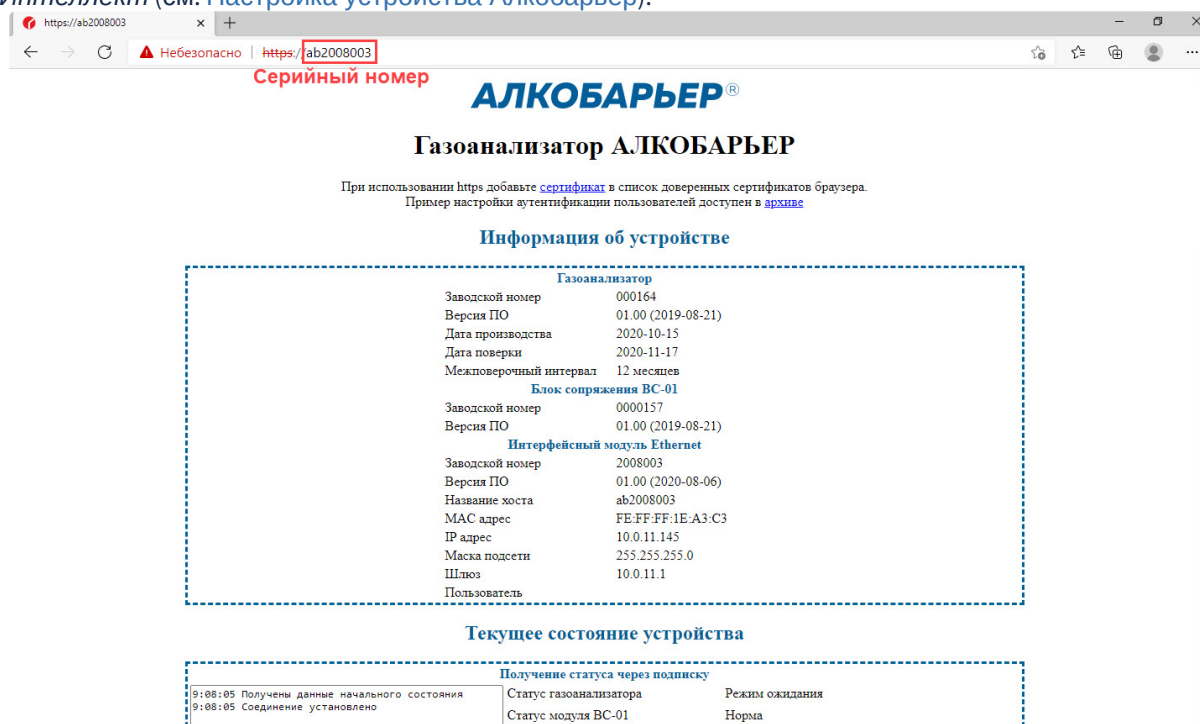 Интеллект (см. Настройка устройства Алкобарьер).
https://ab2008003
Небезопасно | https://ab2008003
Серийный номер
АЛКОБАРЬЕР®
Газоанализатор АЛКОБАРЬЕР
При использовании https добавьте сертификат в список доверенных сертификатов браузера.
Пример настройки аутентификации пользователей доступен в архиве
Информация об устройстве
Газоанализатор
Заводской номер 000164
Версия ПО 01.00 (2019-08-21)
Дата производства 2020-10-15
Дата поверки 2020-11-17
Межповерочный интервал 12 месяцев
Блок сопряжения ВС-01
Заводской номер 0000157
Версия ПО 01.00 (2019-08-21)
Интерфейсный модуль Ethernet
Заводской номер 2008003
Версия ПО 01.00 (2020-08-06)
Название хоста ab2008003
MAC адрес FE:FF:FF:1E:A3:C3
IP адрес 10.0.11.145
Маска подсети 255.255.255.0
Шлюз 10.0.11.1
Пользователь
Текущее состояние устройства
Получение статуса через подписку
9:08:05 Получены данные начального состояния
9:08:05 Соединение установлено
Статус газоанализатора Режим ожидания
Статус модуля ВС-01 Норма